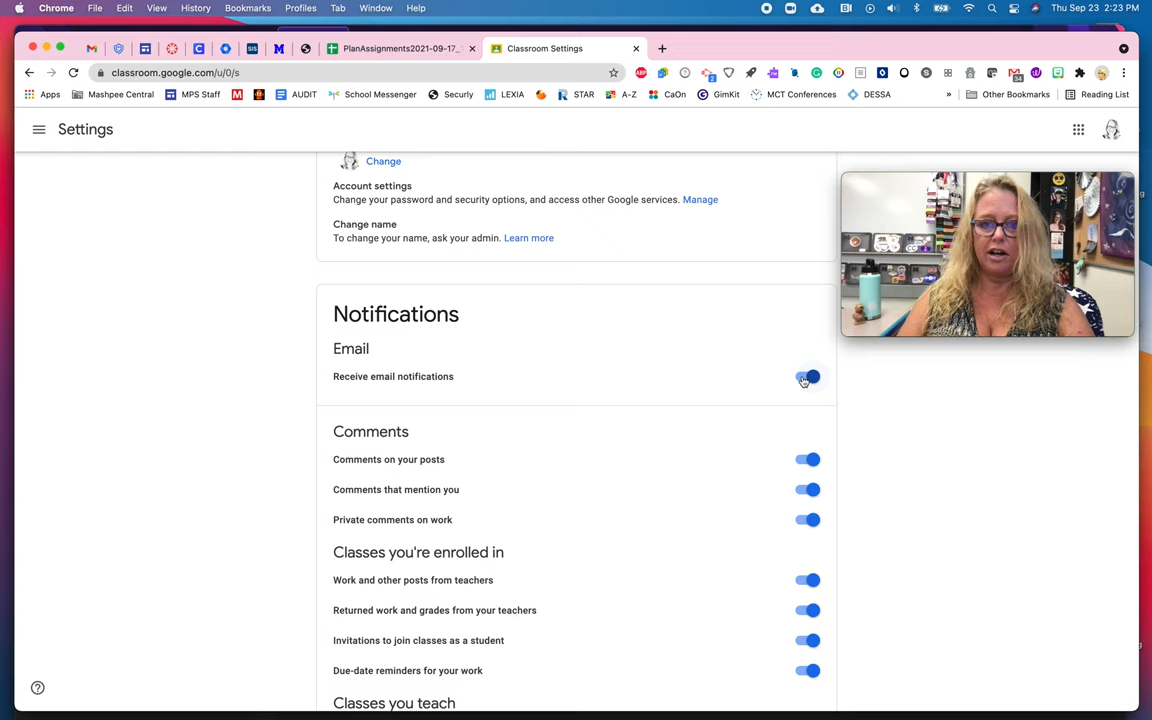 Chrome File Edit View History Bookmarks Profiles Tab Window Help Thu Sep 23 2:23 PM
PlanAssignments2021-09-17_ Classroom Settings
classroom.google.com/u/0/s
Apps Mashpee Central MPS Staff AUDIT School Messenger Securly LEXIA STAR A-Z CaOn GimKit MCT Conferences DESSA » Other Bookmarks Reading List
Settings
Change
Account settings
Change your password and security options, and access other Google services. Manage
Change name
To change your name, ask your admin. Learn more
Notifications
Email
Receive email notifications
Comments
Comments on your posts
Comments that mention you
Private comments on work
Classes you're enrolled in
Work and other posts from teachers
Returned work and grades from your teachers
Invitations to join classes as a student
Due-date reminders for your work
Classes you teach